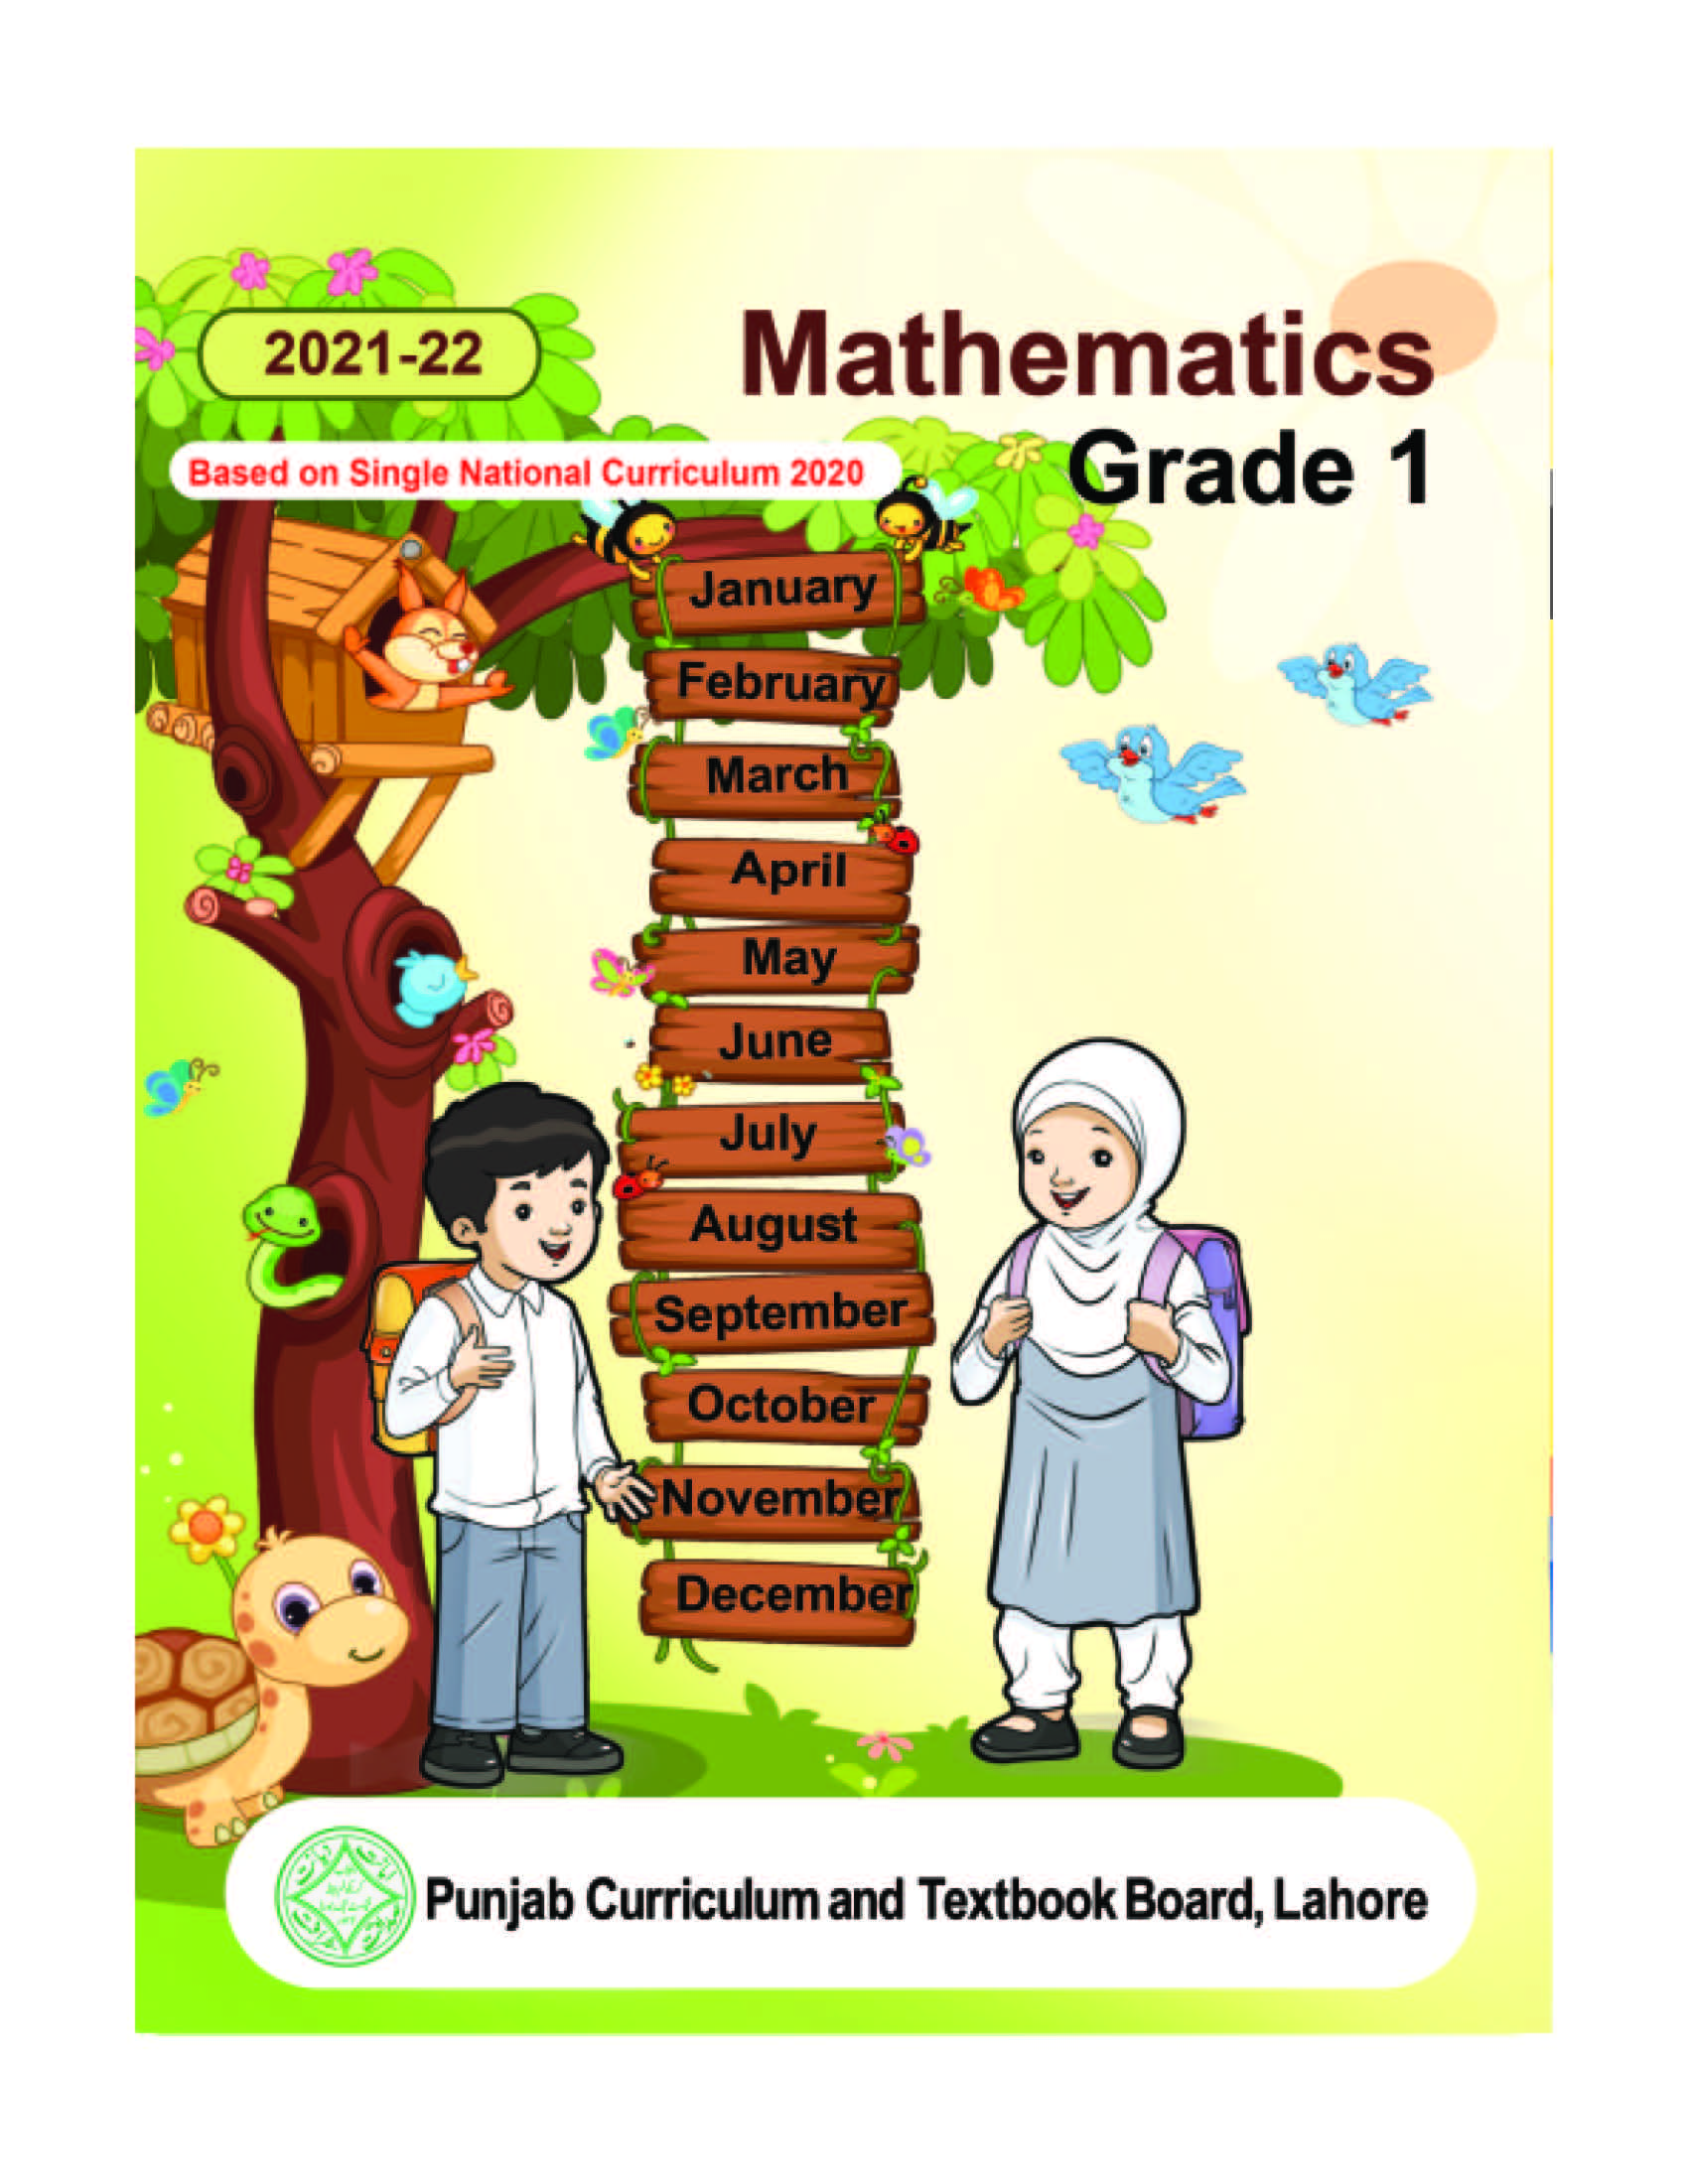 2021-22
Mathematics
Grade 1
Based on Single National Curriculum 2020
January
February
March
April
May
June
July
August
September
October
November
December
Punjab Curriculum and Textbook Board, Lahore